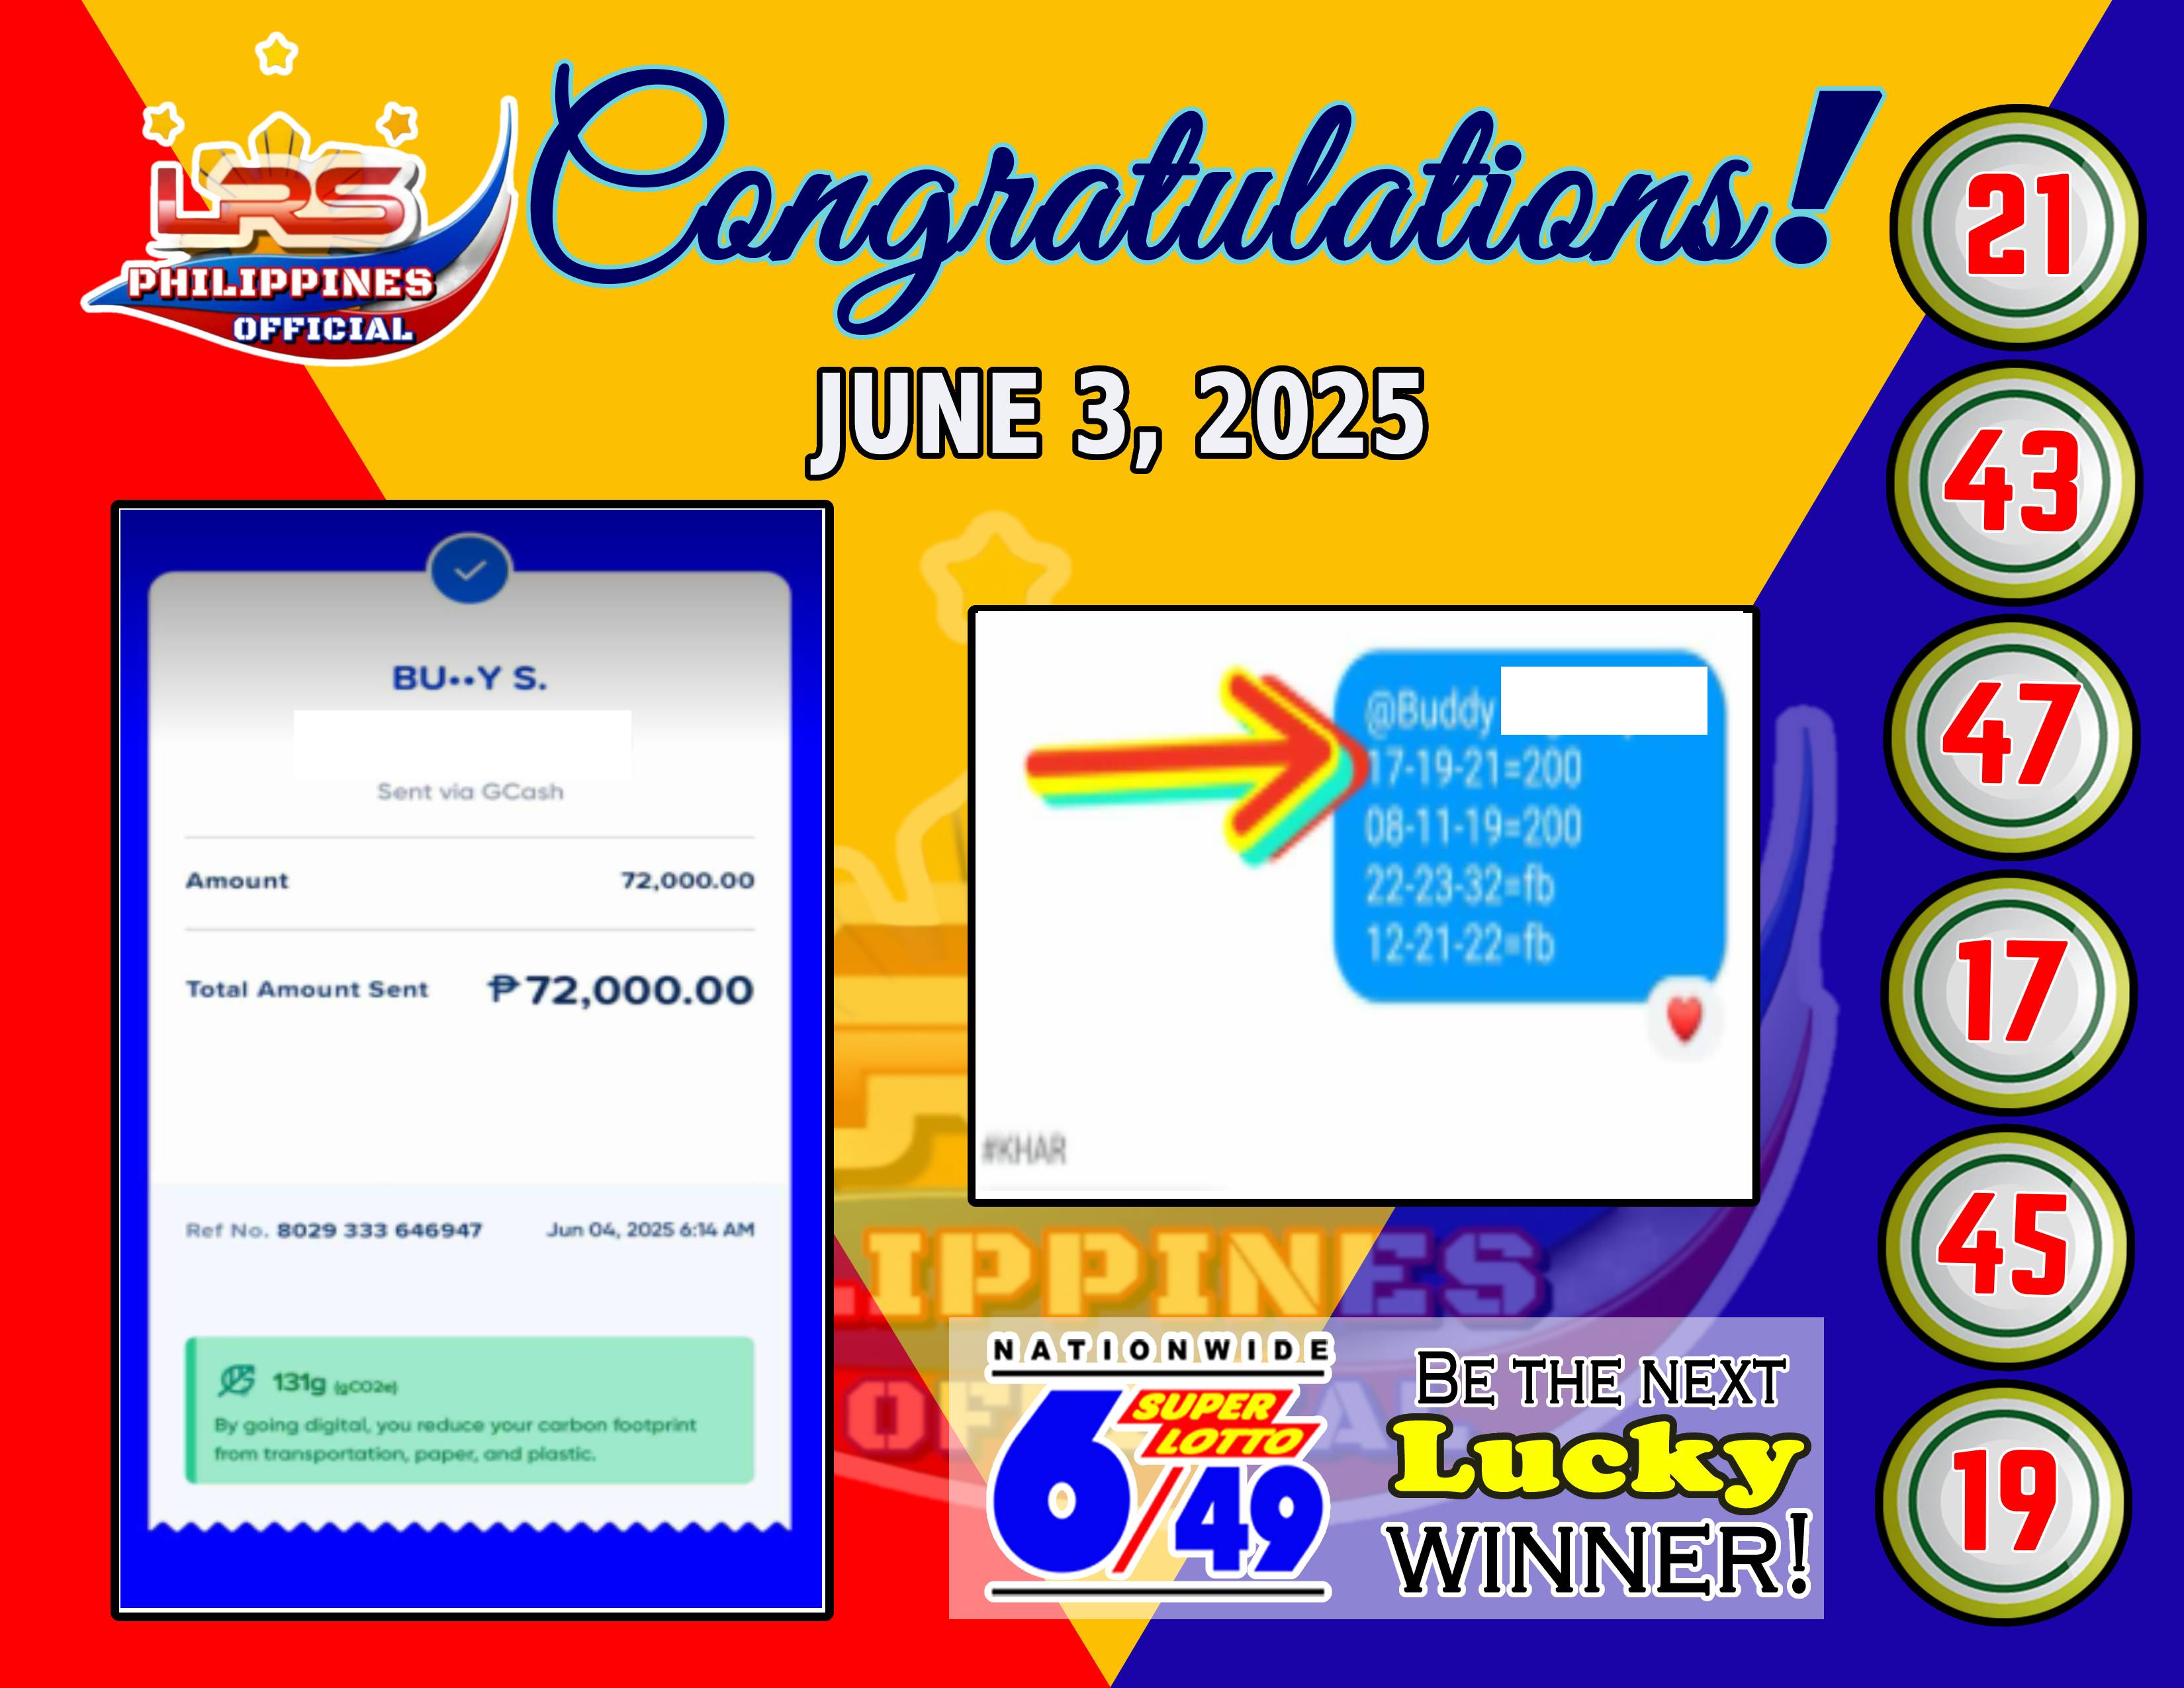 LRS
PHILIPPINES
OFFICIAL
Congratulations!
JUNE 3, 2025
BU••Y S.
Sent via GCash
Amount 72,000.00
Total Amount Sent ₱72,000.00
Ref No. 8029 333 646947 Jun 04, 2025 6:14 AM
131g (gCO2e)
By going digital, you reduce your carbon footprint
from transportation, paper, and plastic.
@Buddy
17-19-21=200
08-11-19=200
22-23-32=fb
12-21-22=fb
#KHAR
NATIONWIDE
SUPER
LOTTO
6/49
BE THE NEXT
Lucky
WINNER!
21
43
47
17
45
19